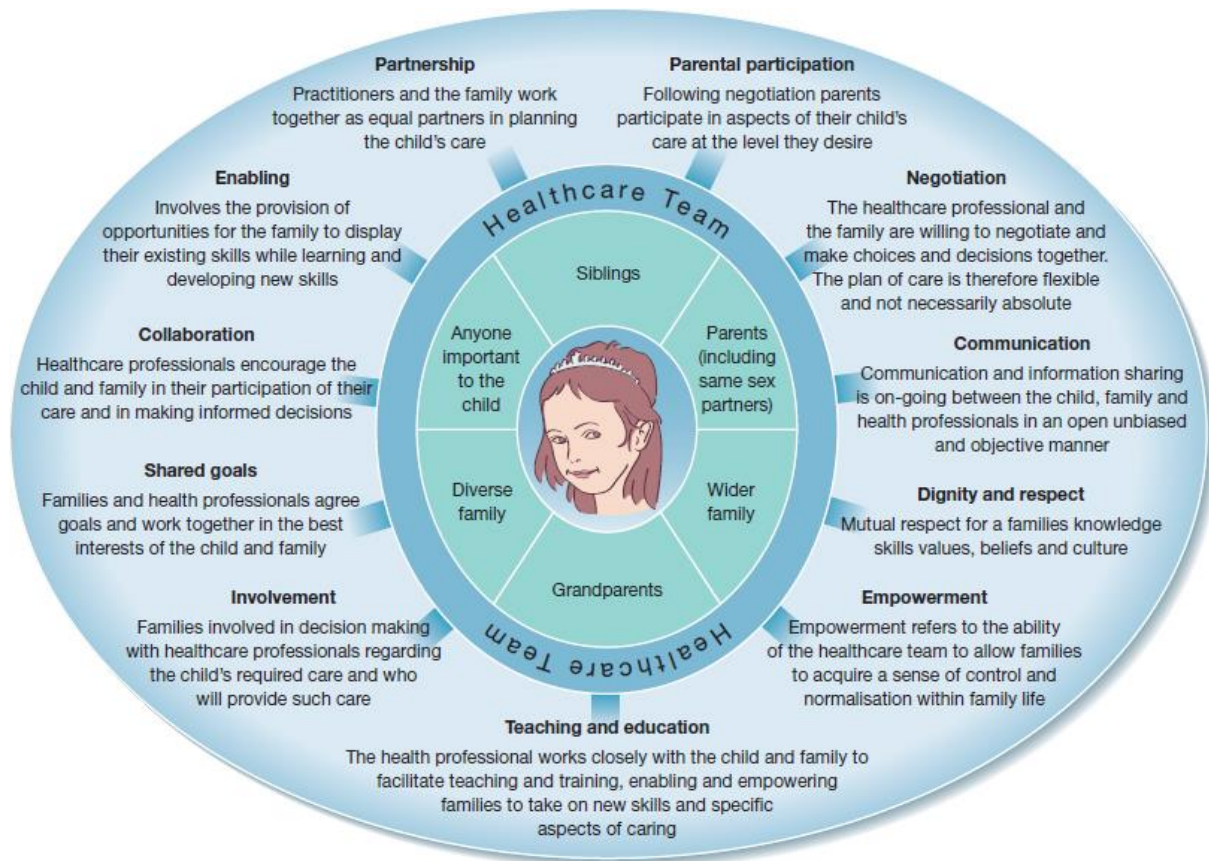 Partnership
Practitioners and the family work
together as equal partners in planning
the child's care
Parental participation
Following negotiation parents
participate in aspects of their child's
care at the level they desire
Enabling
Involves the provision of
opportunities for the family to display
their existing skills while learning and
developing new skills
Negotiation
The healthcare professional and
the family are willing to negotiate and
make choices and decisions together.
The plan of care is therefore flexible
and not necessarily absolute
Collaboration
Healthcare professionals encourage the
child and family in their participation of their
care and in making informed decisions
Communication
Communication and information sharing
is on-going between the child, family and
health professionals in an open unbiased
and objective manner
Shared goals
Families and health professionals agree
goals and work together in the best
interests of the child and family
Dignity and respect
Mutual respect for a families knowledge
skills values, beliefs and culture
Involvement
Families involved in decision making
with healthcare professionals regarding
the child's required care and who
will provide such care
Empowerment
Empowerment refers to the ability
of the healthcare team to allow families
to acquire a sense of control and
normalisation within family life
Teaching and education
The health professional works closely with the child and family to
facilitate teaching and training, enabling and empowering
families to take on new skills and specific
aspects of caring
Healthcare Team
Siblings
Anyone
important
to the
child
Parents
(including
same sex
partners)
Diverse
family
Wider
family
Grandparents
Healthcare Team